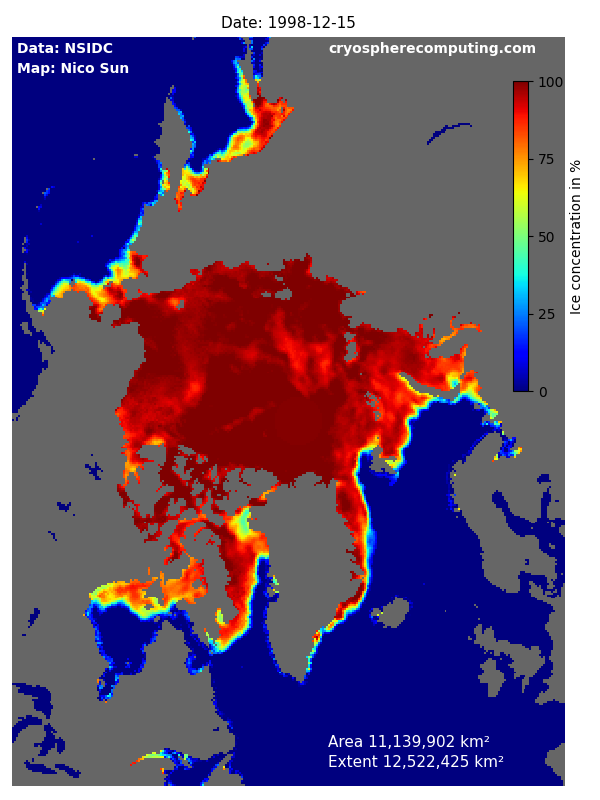 Date: 1998-12-15
Data: NSIDC
Map: Nico Sun
cryospherecomputing.com
100
75
50
25
0
Ice concentration in %
Area 11,139,902 km²
Extent 12,522,425 km²